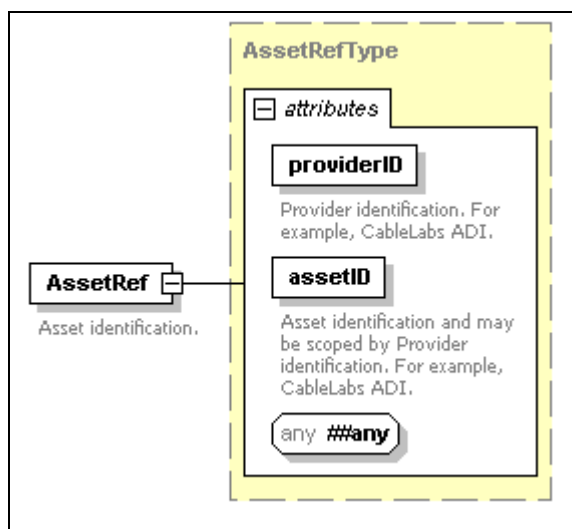 AssetRefType
attributes
providerID
Provider identification. For
example, CableLabs ADI.
AssetRef
Asset identification.
assetID
Asset identification and may
be scoped by Provider
identification. For example,
CableLabs ADI.
any ##any